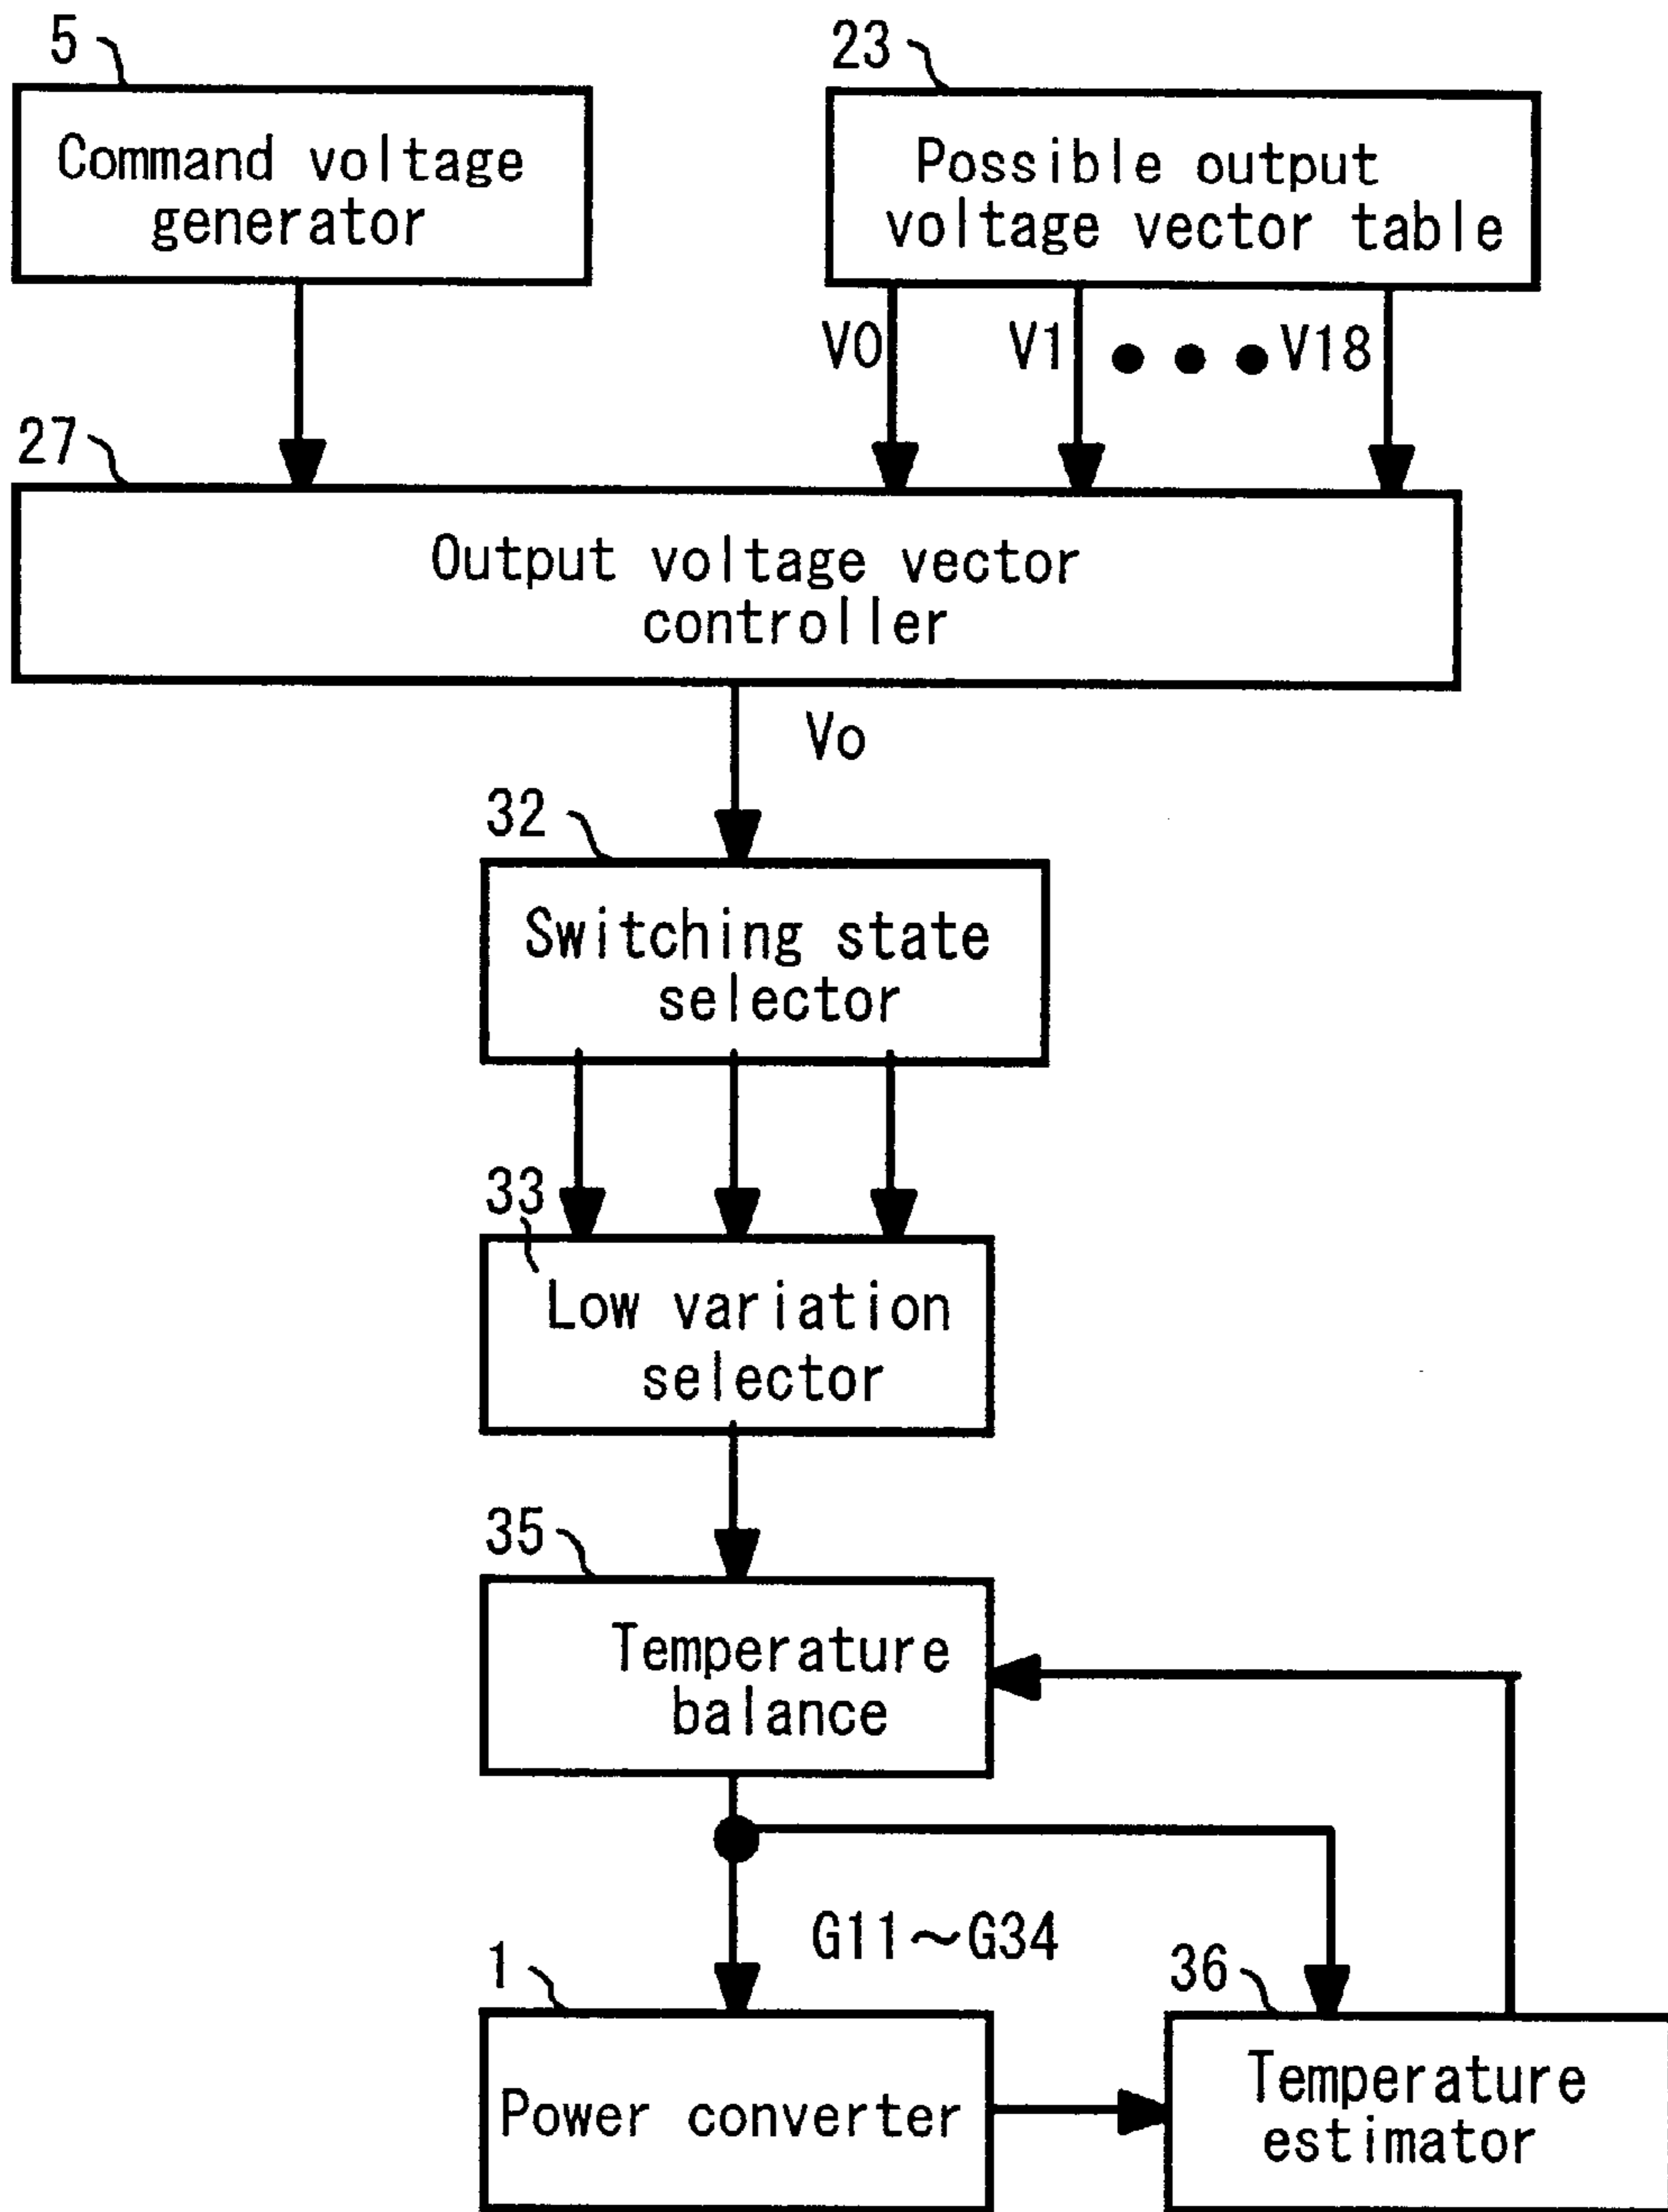 5
Command voltage
generator
23
Possible output
voltage vector table
V0
V1
V18
27
Output voltage vector
controller
Vo
32
Switching state
selector
33
Low variation
selector
35
Temperature
balance
G11～G34
1
Power converter
36
Temperature
estimator